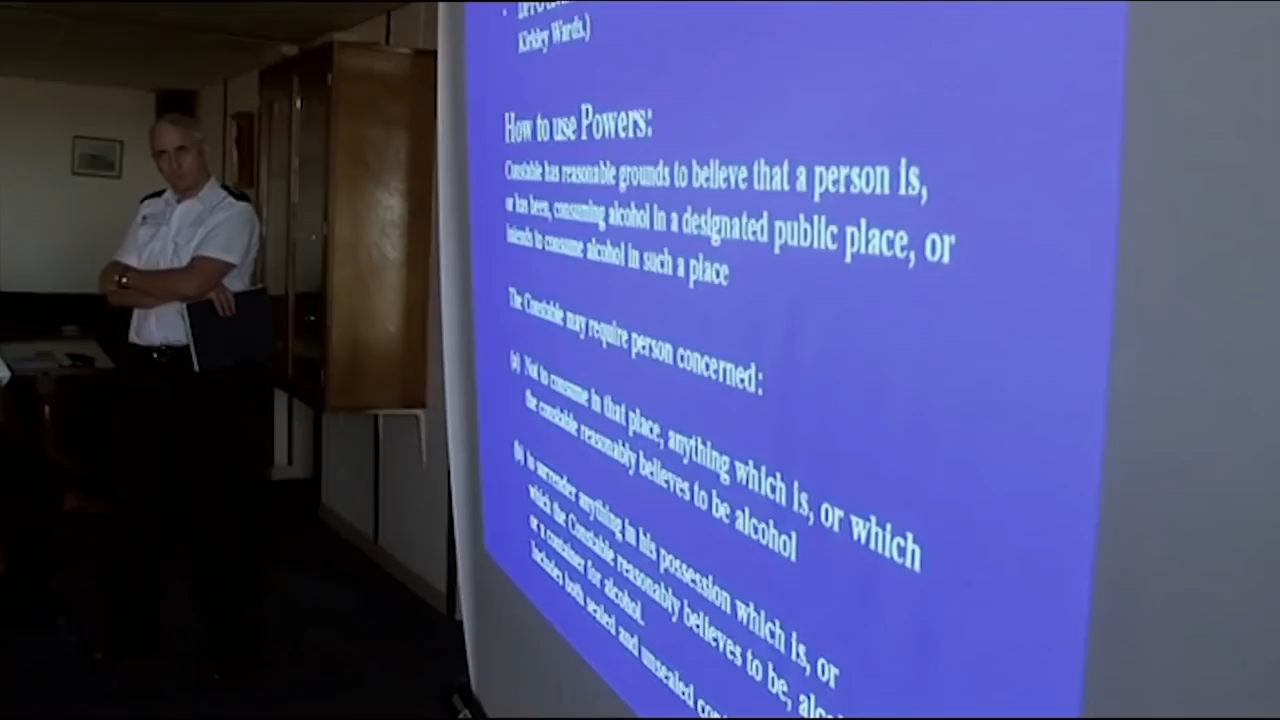 Kirkley Wards.)
How to use Powers:
Constable has reasonable grounds to believe that a person is,
or has been, consuming alcohol in a designated public place, or
intends to consume alcohol in such a place
The Constable may require person concerned:
(a) Not to consume in that place, anything which is, or which
the constable reasonably believes to be alcohol
(b) to surrender anything in his possession which is, or
which the Constable reasonably believes to be, alco
or a container for alcohol.
Includes both sealed and unsealed con